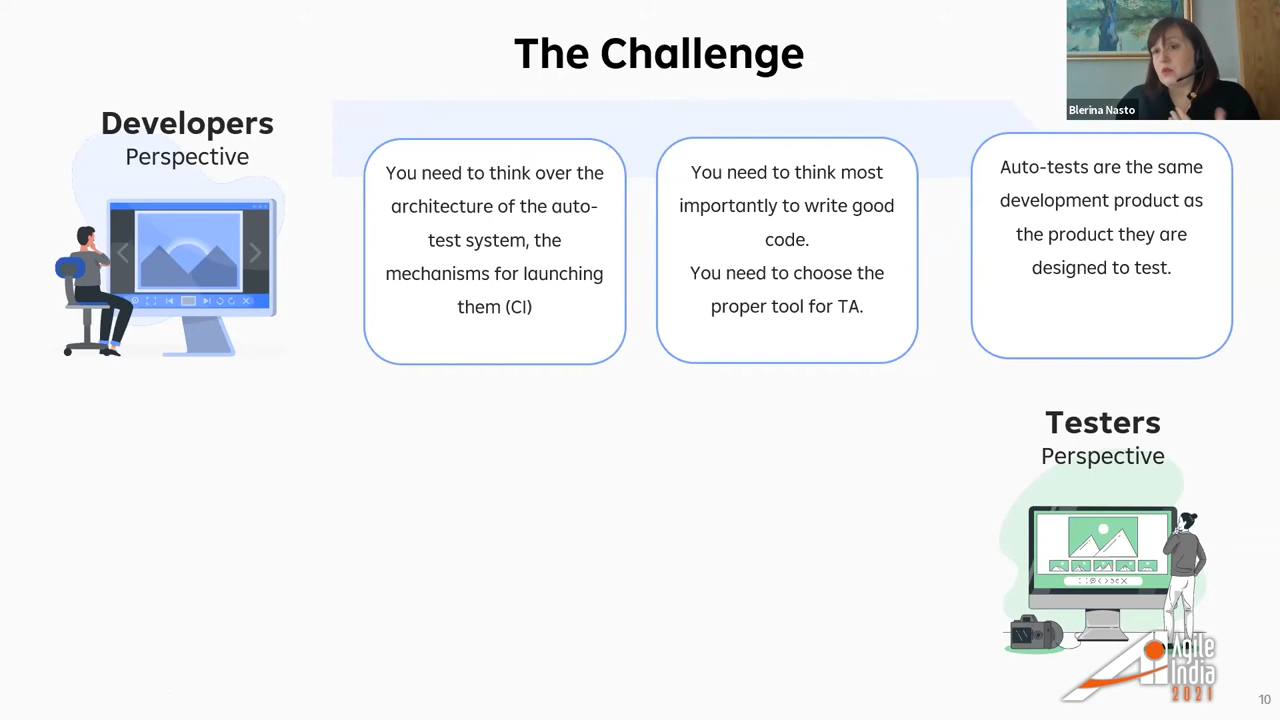 The Challenge
Blerina Nasto
Developers
Perspective
You need to think over the
architecture of the auto-
test system, the
mechanisms for launching
them (CI)
You need to think most
importantly to write good
code.
You need to choose the
proper tool for TA.
Auto-tests are the same
development product as
the product they are
designed to test.
Testers
Perspective
Agile
India
2021
10